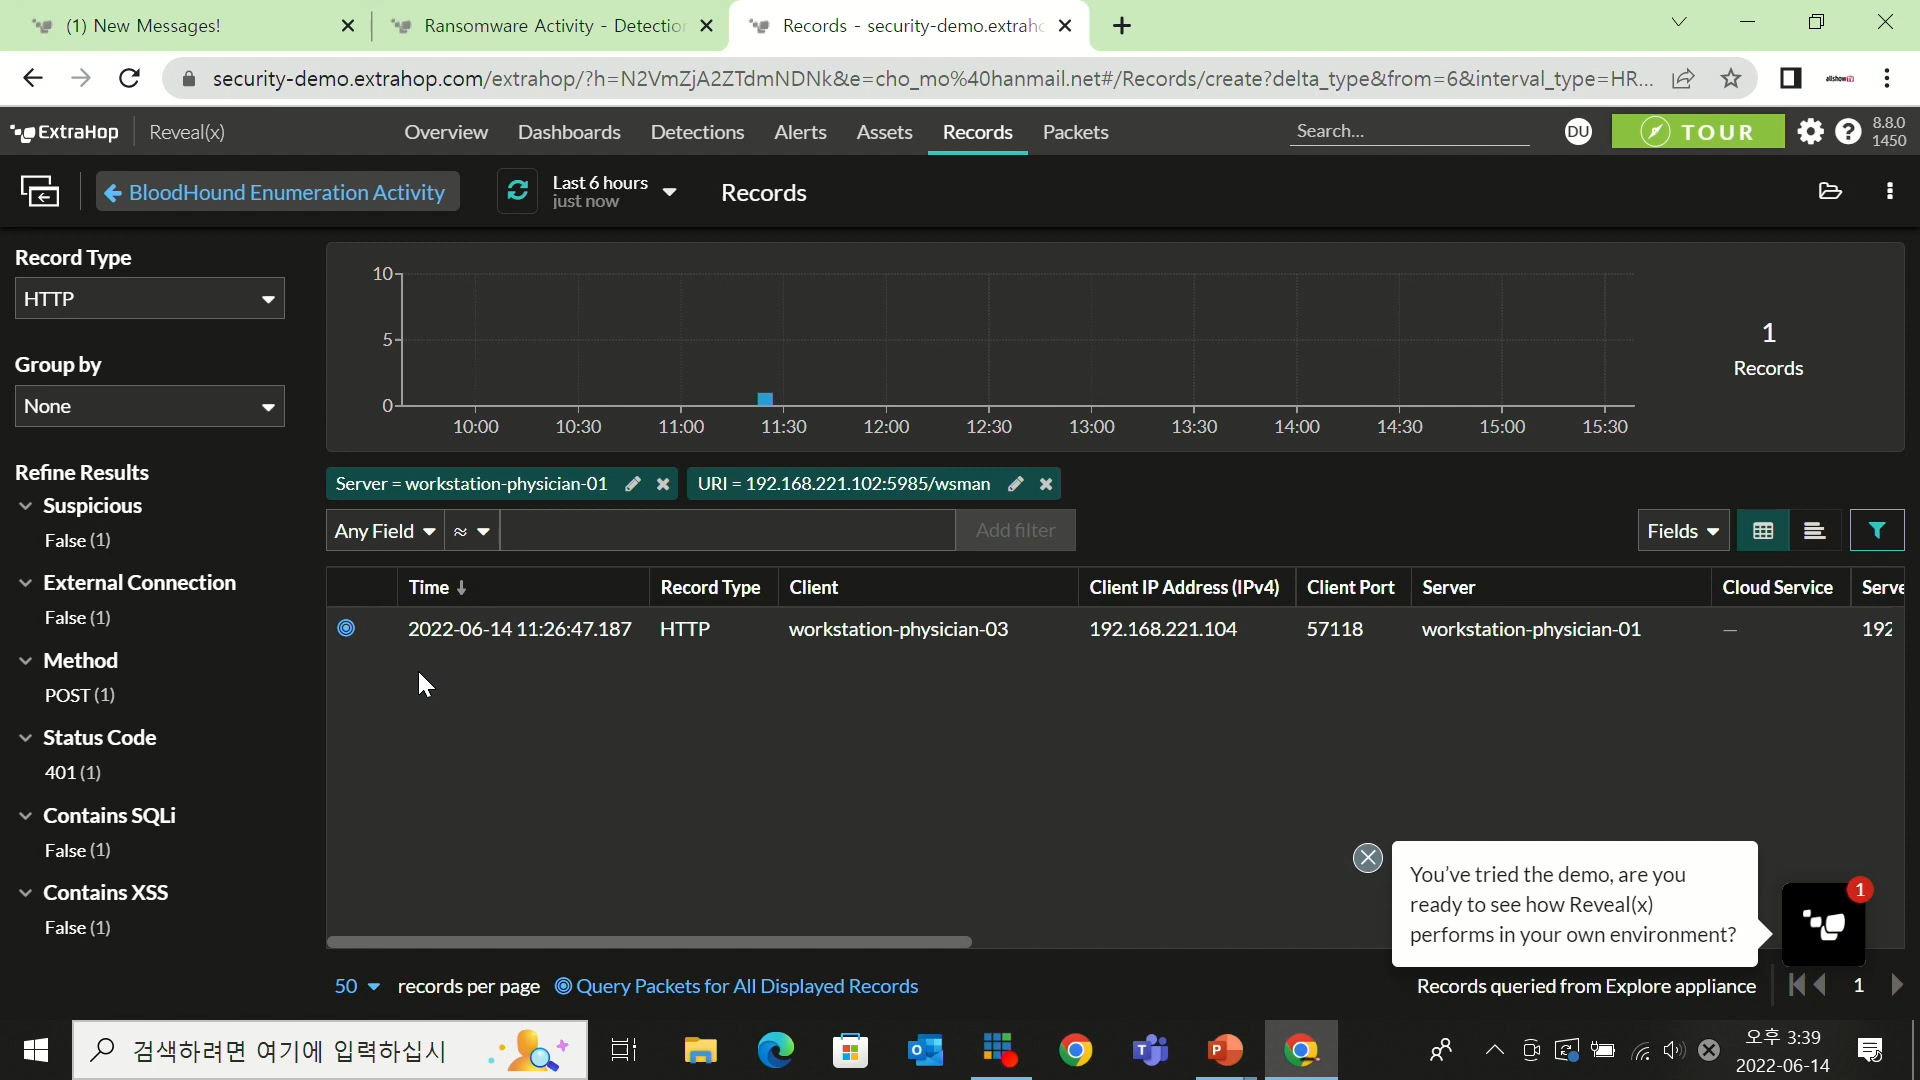 (1) New Messages!
Ransomware Activity - Detection
Records - security-demo.extraho
security-demo.extrahop.com/extrahop/?h=N2VmZjA2ZTdmNDNk&e=cho_mo%40hanmail.net#/Records/create?delta_type&from=6&interval_type=HR...
ExtraHop Reveal(x) Overview Dashboards Detections Alerts Assets Records Packets Search... DU TOUR 8.8.0
1450
BloodHound Enumeration Activity Last 6 hours Records
just now
Record Type
HTTP
Group by
None
Refine Results
Suspicious
False (1)
External Connection
False (1)
Method
POST (1)
Status Code
401 (1)
Contains SQLi
False (1)
Contains XSS
False (1)
10
5
0
10:00 10:30 11:00 11:30 12:00 12:30 13:00 13:30 14:00 14:30 15:00 15:30
1
Records
Server = workstation-physician-01 URI = 192.168.221.102:5985/wsman
Any Field ≈ Add filter Fields
Time Record Type Client Client IP Address (IPv4) Client Port Server Cloud Service Serve
2022-06-14 11:26:47.187 HTTP workstation-physician-03 192.168.221.104 57118 workstation-physician-01 — 192
You've tried the demo, are you
ready to see how Reveal(x)
performs in your own environment?
1
50 records per page Query Packets for All Displayed Records Records queried from Explore appliance 1
검색하려면 여기에 입력하십시
오후 3:39
2022-06-14